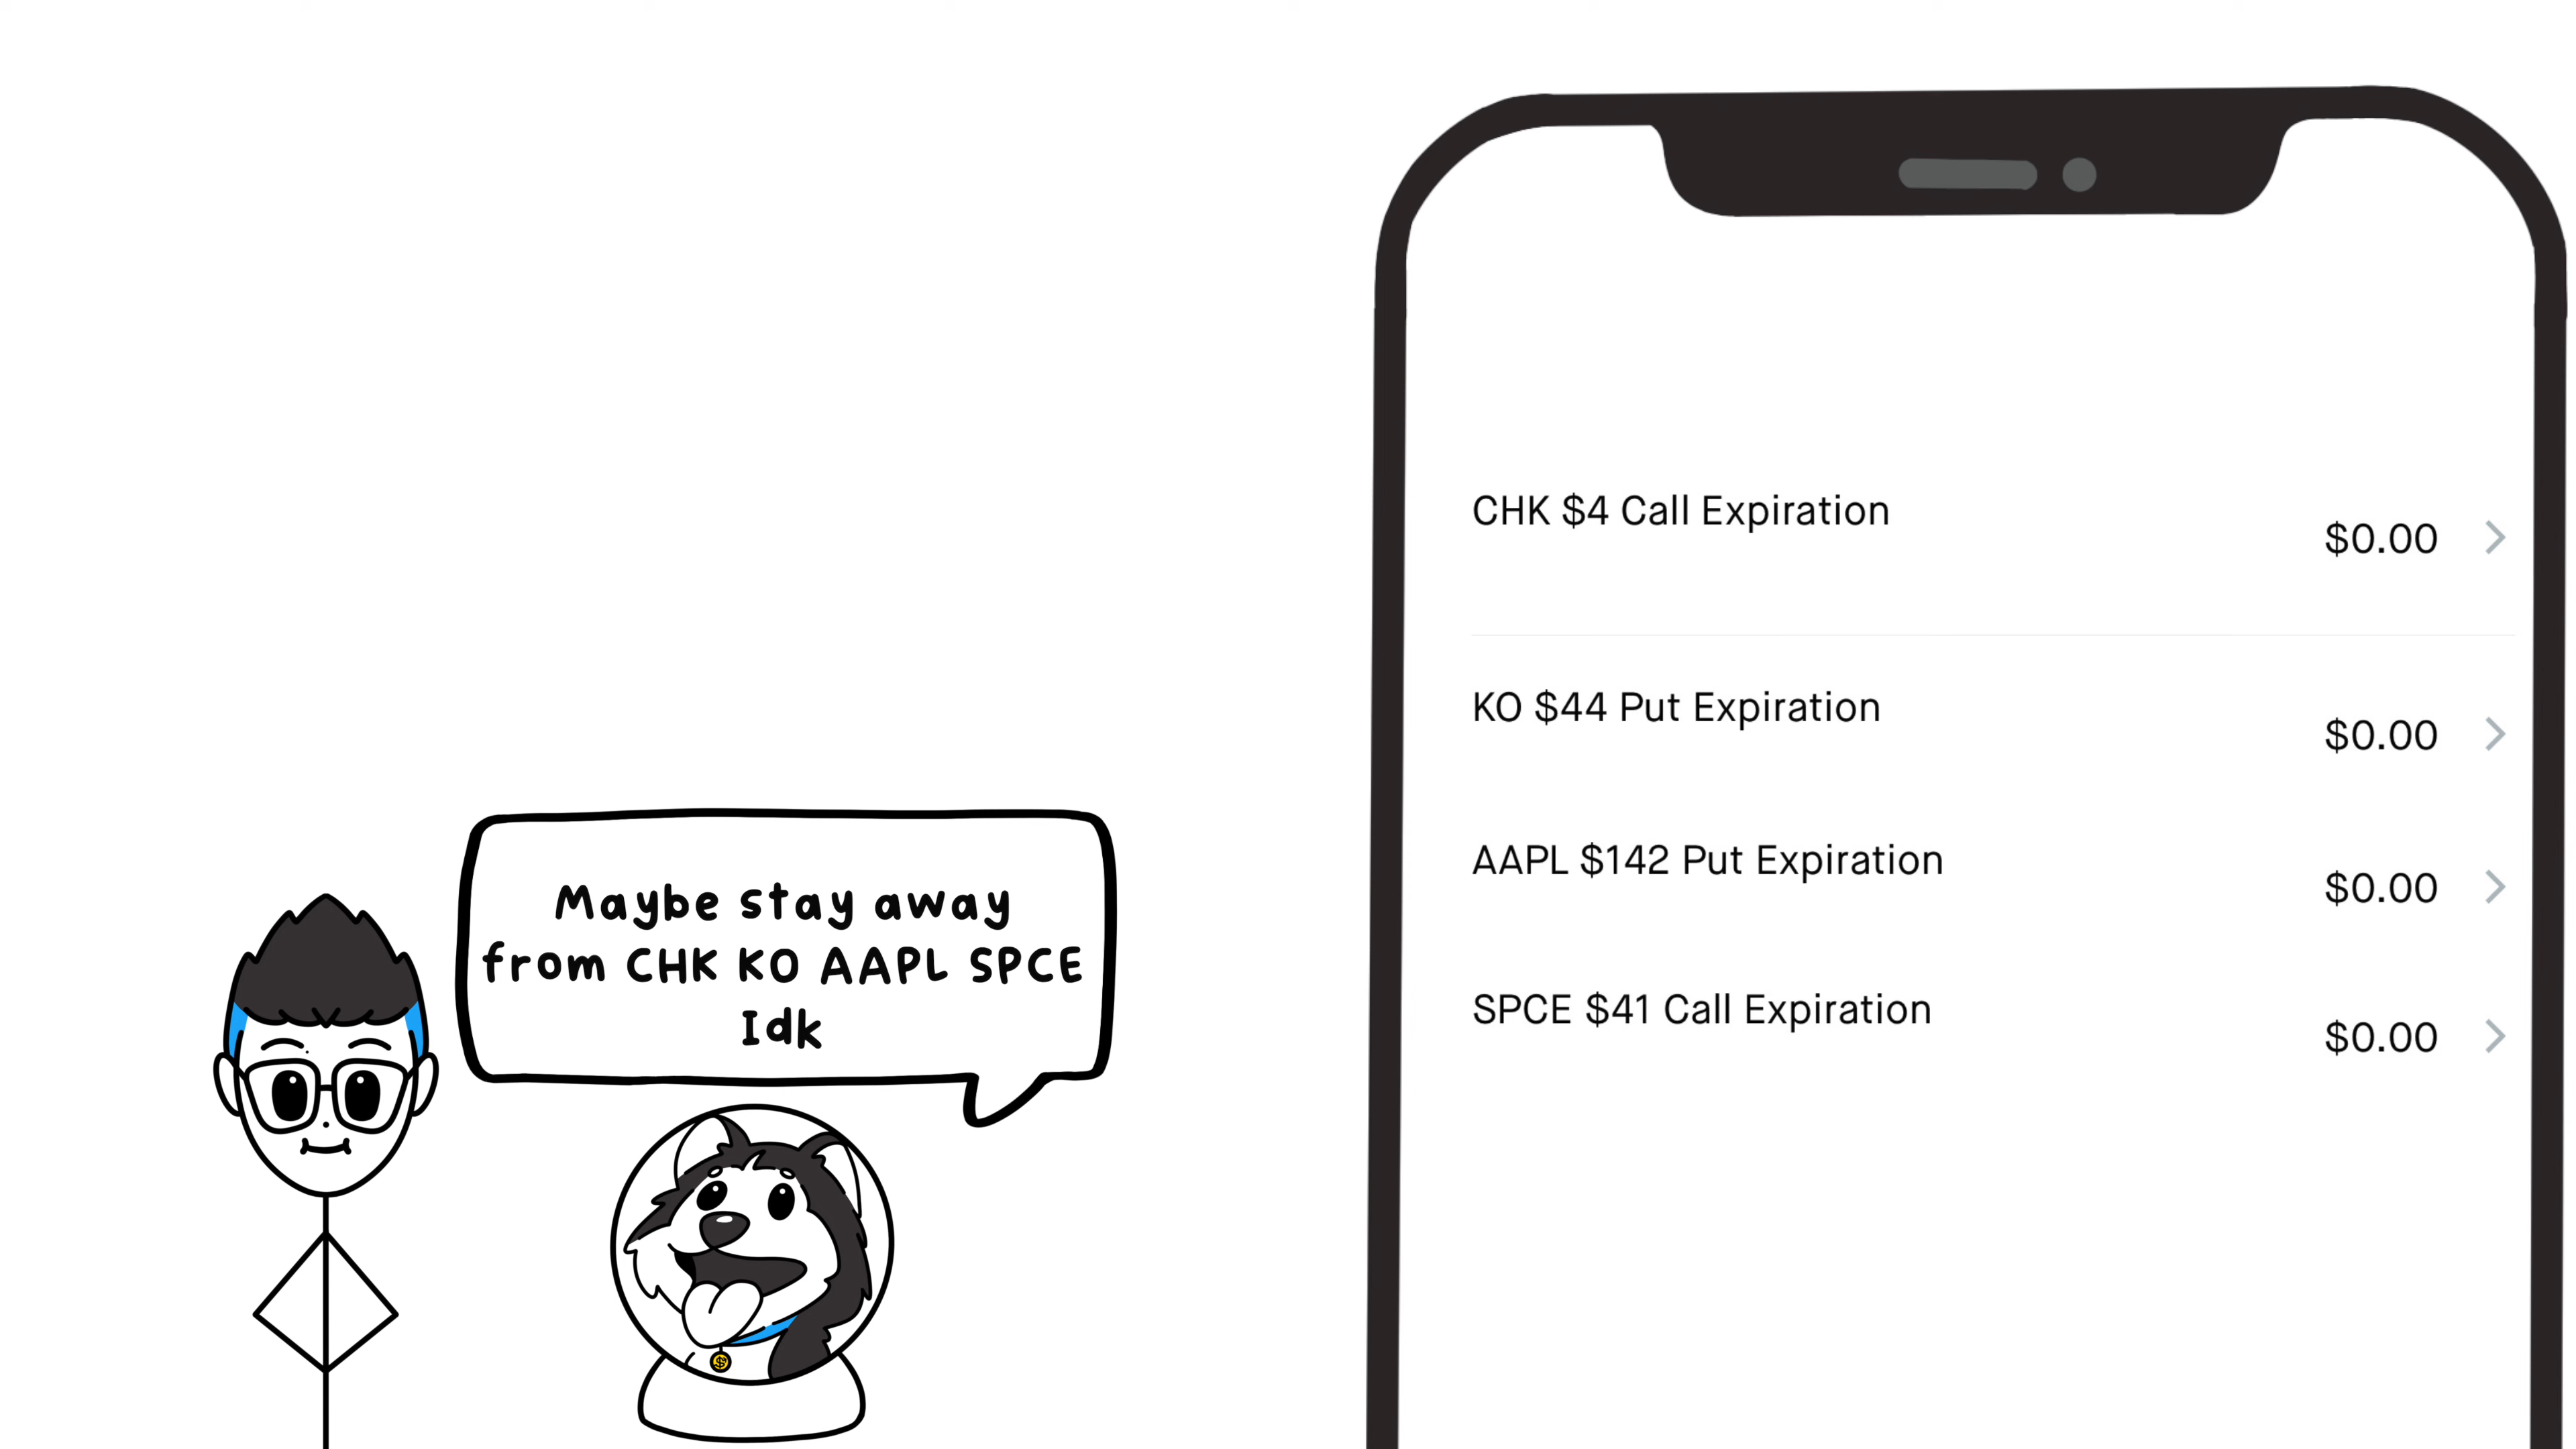 Maybe stay away
from CHK KO AAPL SPCE
Idk
CHK $4 Call Expiration
$0.00
KO $44 Put Expiration
$0.00
AAPL $142 Put Expiration
$0.00
SPCE $41 Call Expiration
$0.00
$